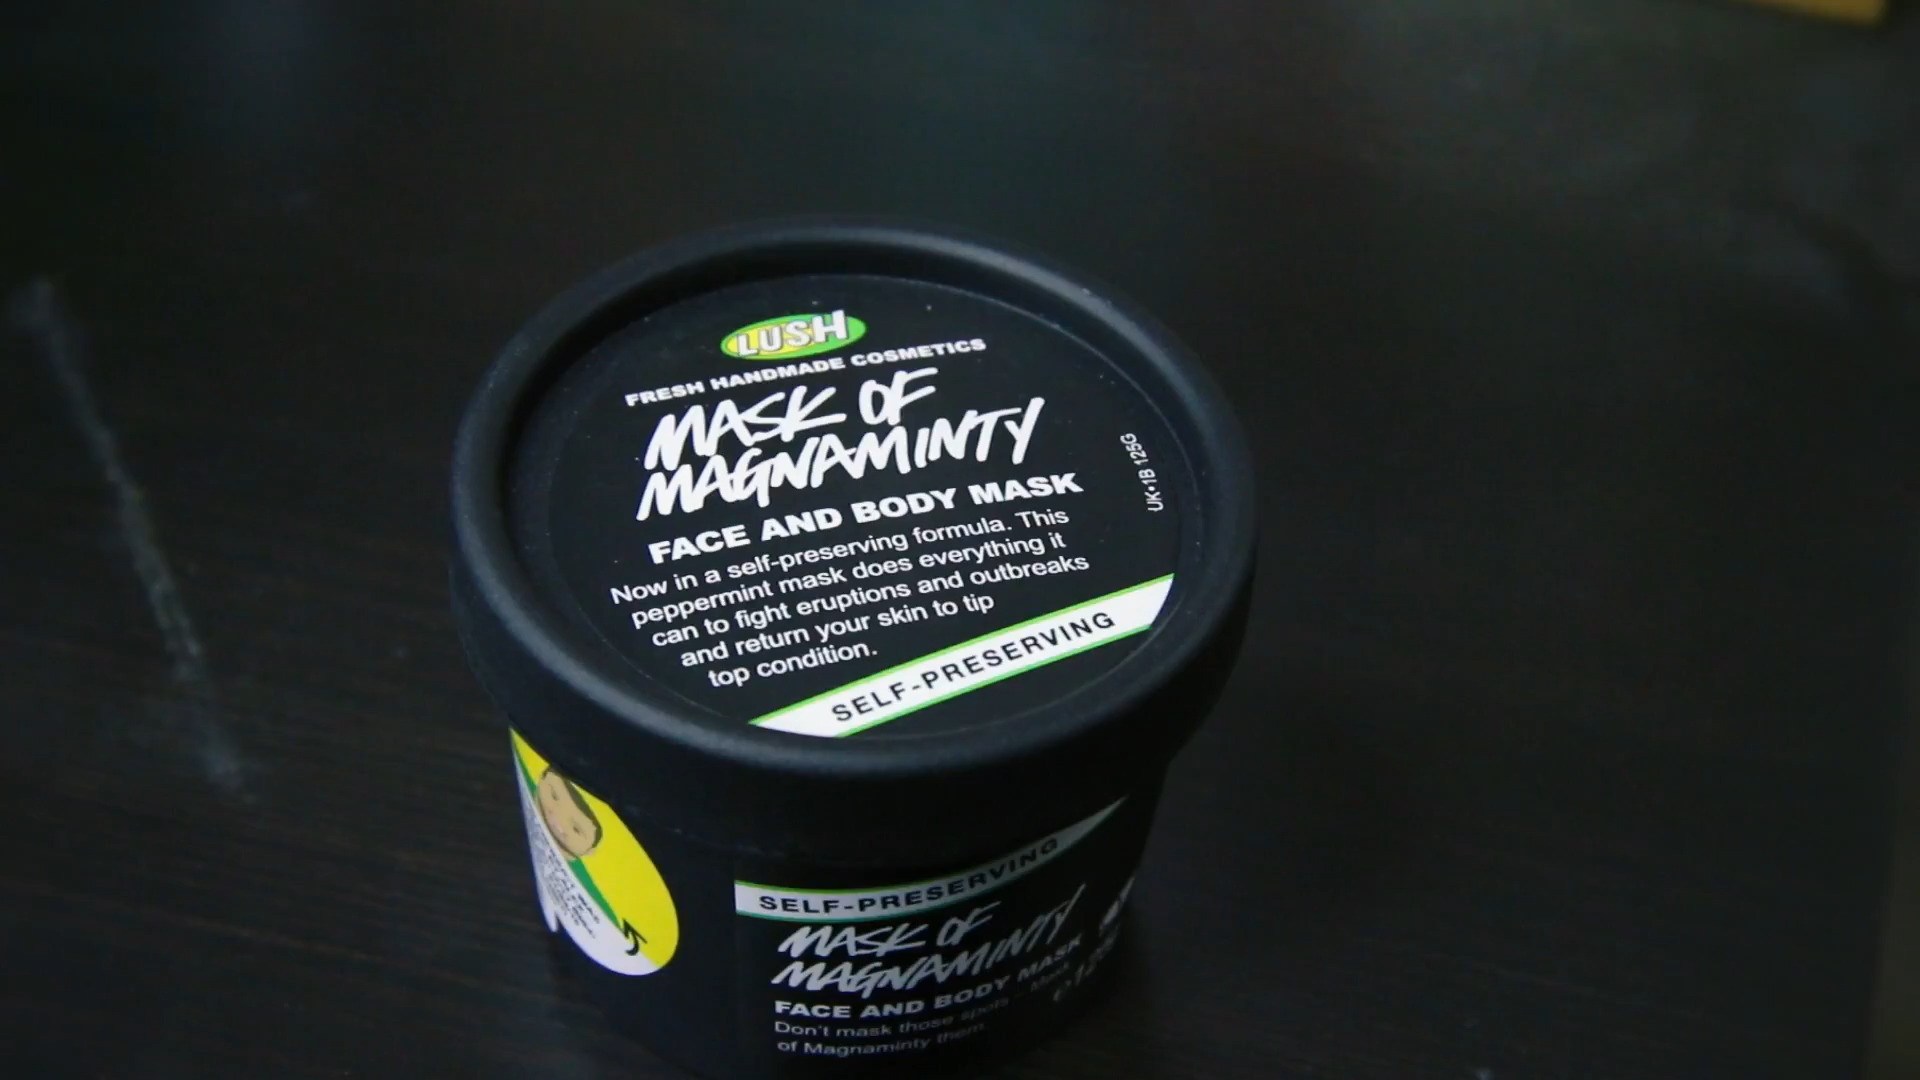 LUSH
FRESH HANDMADE COSMETICS
MASK OF
MAGNAMINTY
FACE AND BODY MASK
Now in a self-preserving formula. This
peppermint mask does everything it
can to fight eruptions and outbreaks
and return your skin to tip
top condition.
SELF-PRESERVING
UK•1B 125G
SELF-PRESERVING
MASK OF
MAGNAMINTY
FACE AND BODY MASK
Don't mask those spots - Mask
of Magnaminty them.